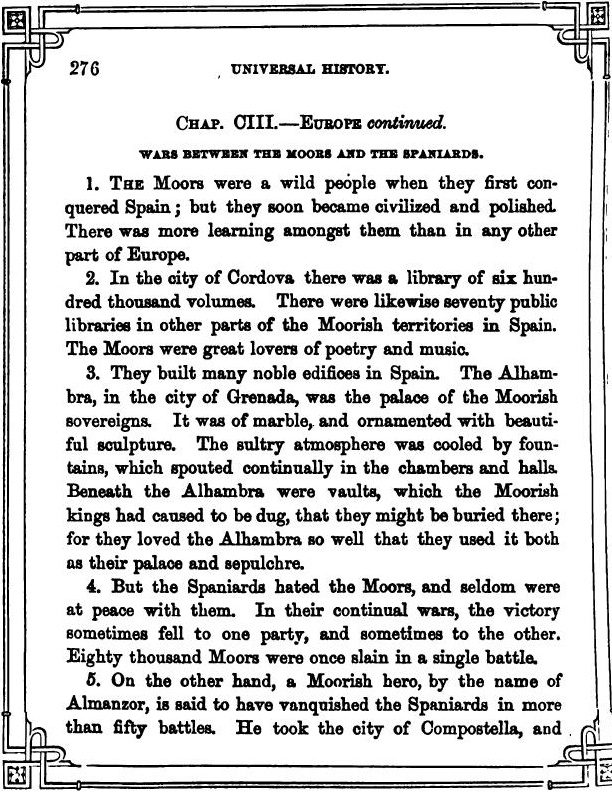 276 UNIVERSAL HISTORY.
CHAP. CIII.—EUROPE continued.
WARS BETWEEN THE MOORS AND THE SPANIARDS.
1. THE Moors were a wild people when they first con-
quered Spain; but they soon became civilized and polished.
There was more learning amongst them than in any other
part of Europe.
2. In the city of Cordova there was a library of six hun-
dred thousand volumes. There were likewise seventy public
libraries in other parts of the Moorish territories in Spain.
The Moors were great lovers of poetry and music.
3. They built many noble edifices in Spain. The Alham-
bra, in the city of Grenada, was the palace of the Moorish
sovereigns. It was of marble, and ornamented with beauti-
ful sculpture. The sultry atmosphere was cooled by foun-
tains, which spouted continually in the chambers and halls.
Beneath the Alhambra were vaults, which the Moorish
kings had caused to be dug, that they might be buried there;
for they loved the Alhambra so well that they used it both
as their palace and sepulchre.
4. But the Spaniards hated the Moors, and seldom were
at peace with them. In their continual wars, the victory
sometimes fell to one party, and sometimes to the other.
Eighty thousand Moors were once slain in a single battle.
5. On the other hand, a Moorish hero, by the name of
Almanzor, is said to have vanquished the Spaniards in more
than fifty battles. He took the city of Compostella, and